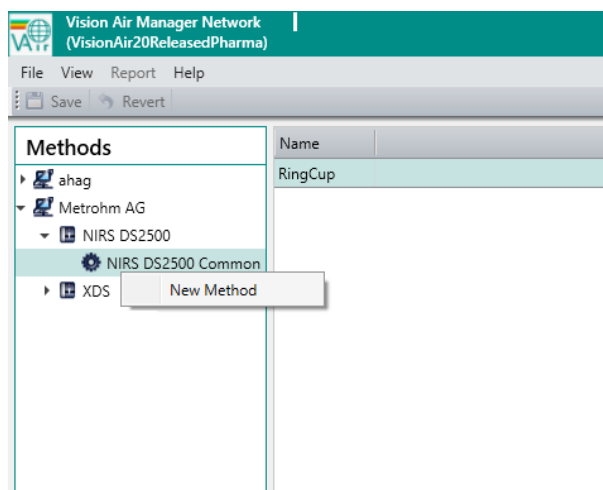 Vision Air Manager Network
(VisionAir20ReleasedPharma)
VAir
File View Report Help
Save Revert
Methods
Name
ahag
RingCup
Metrohm AG
NIRS DS2500
NIRS DS2500 Common
XDS
New Method